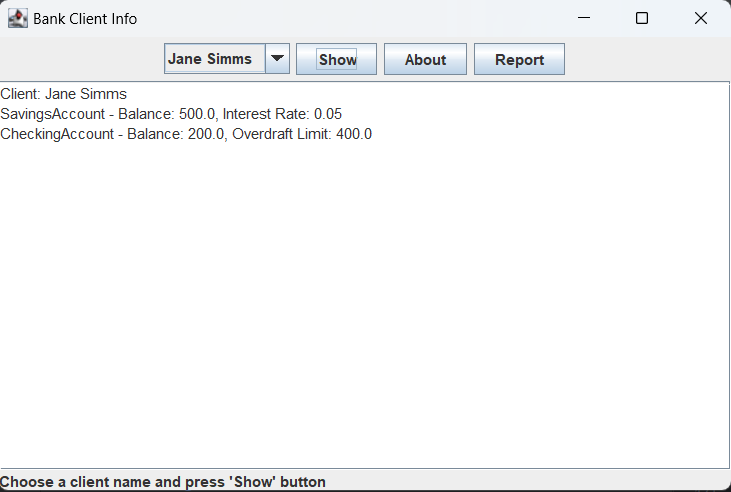 Bank Client Info
Jane Simms Show About Report
Client: Jane Simms
SavingsAccount - Balance: 500.0, Interest Rate: 0.05
CheckingAccount - Balance: 200.0, Overdraft Limit: 400.0
Choose a client name and press 'Show' button